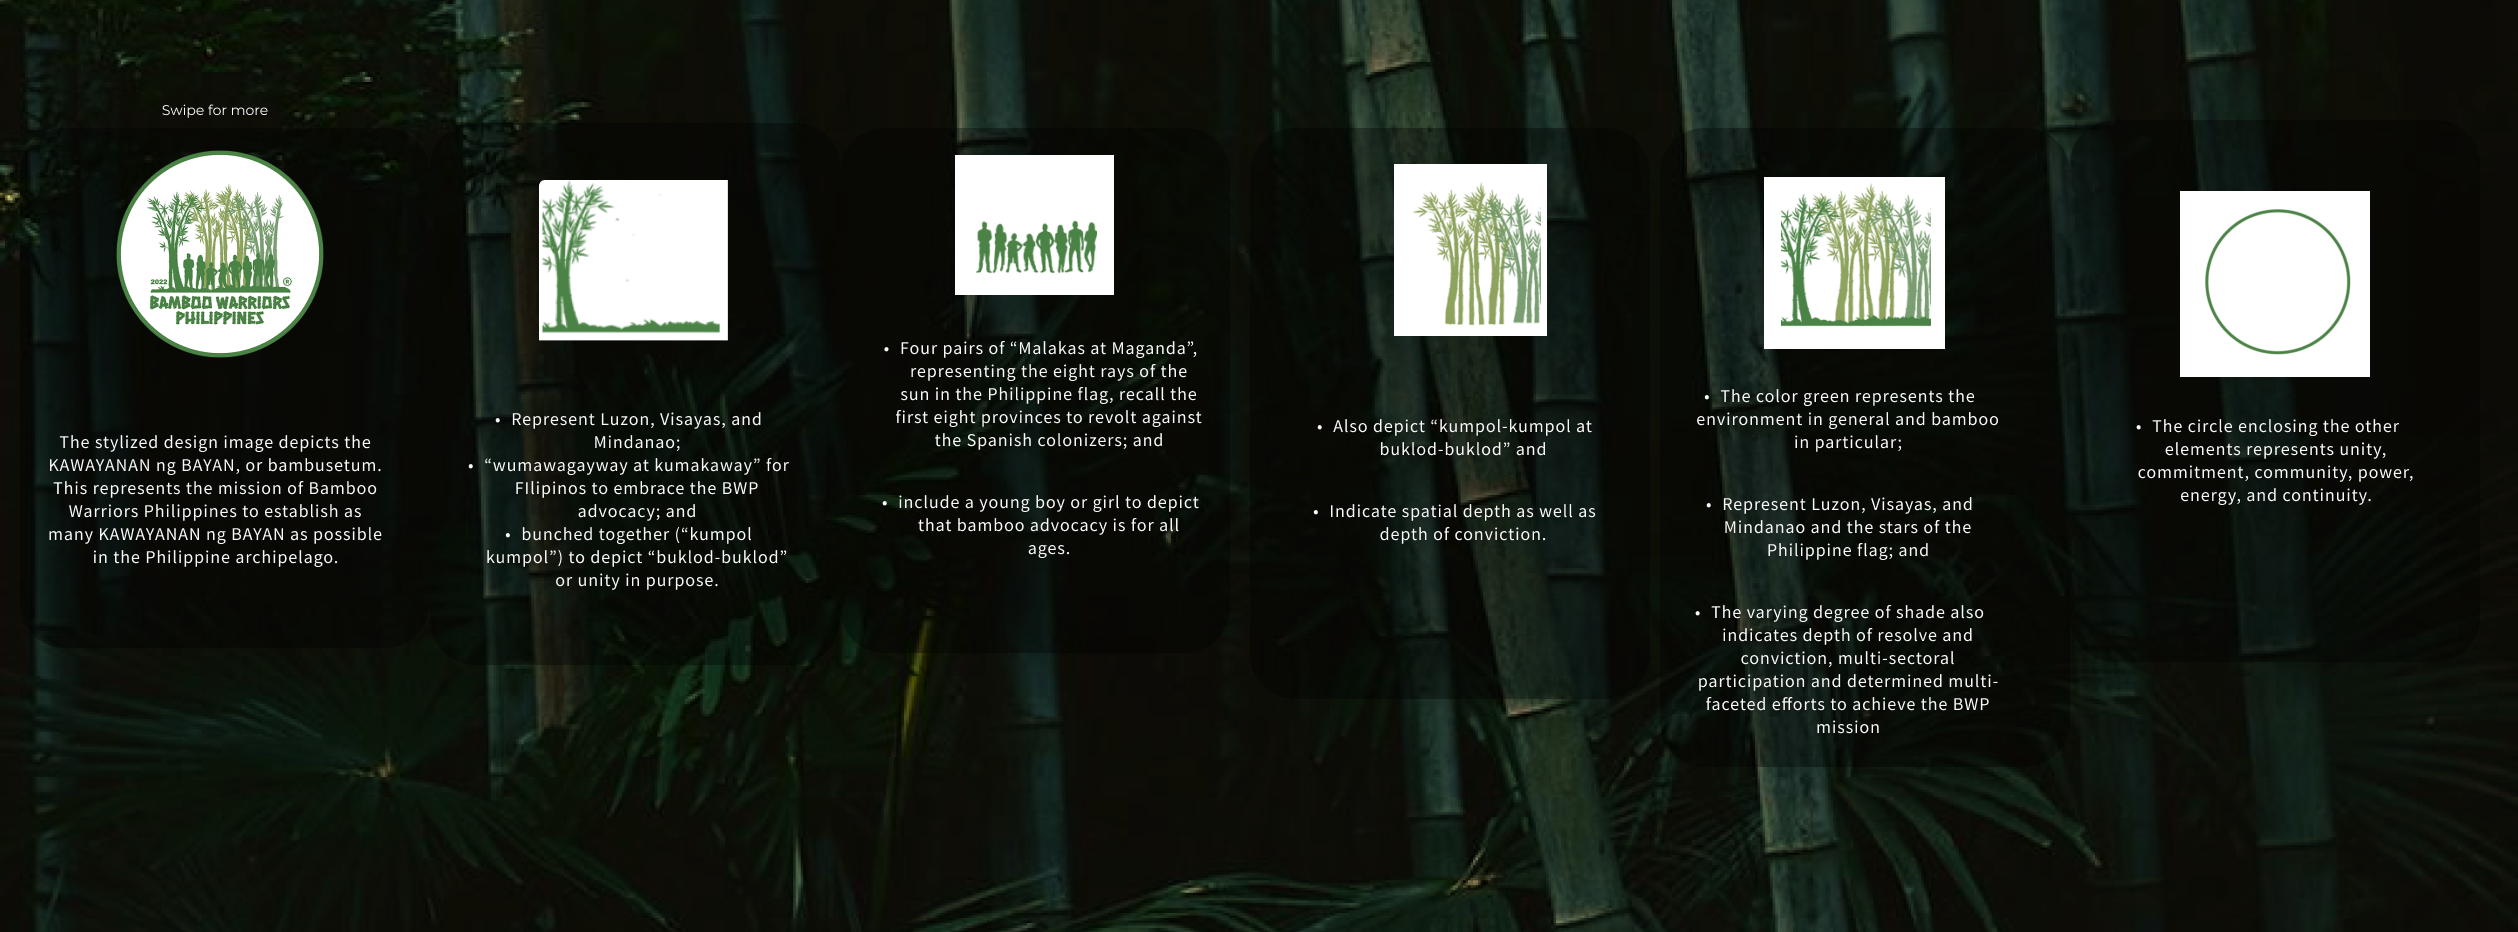 Swipe for more
2022
®
BAMBOO WARRIORS
PHILIPPINES
The stylized design image depicts the
KAWAYANAN ng BAYAN, or bambusetum.
This represents the mission of Bamboo
Warriors Philippines to establish as
many KAWAYANAN ng BAYAN as possible
in the Philippine archipelago.
• Represent Luzon, Visayas, and
Mindanao;
• “wumawagayway at kumakaway” for
FIlipinos to embrace the BWP
advocacy; and
• bunched together (“kumpol
kumpol”) to depict “buklod-buklod”
or unity in purpose.
• Four pairs of “Malakas at Maganda”,
representing the eight rays of the
sun in the Philippine flag, recall the
first eight provinces to revolt against
the Spanish colonizers; and
• include a young boy or girl to depict
that bamboo advocacy is for all
ages.
• Also depict “kumpol-kumpol at
buklod-buklod” and
• Indicate spatial depth as well as
depth of conviction.
• The color green represents the
environment in general and bamboo
in particular;
• Represent Luzon, Visayas, and
Mindanao and the stars of the
Philippine flag; and
• The varying degree of shade also
indicates depth of resolve and
conviction, multi-sectoral
participation and determined multi-
faceted efforts to achieve the BWP
mission
• The circle enclosing the other
elements represents unity,
commitment, community, power,
energy, and continuity.